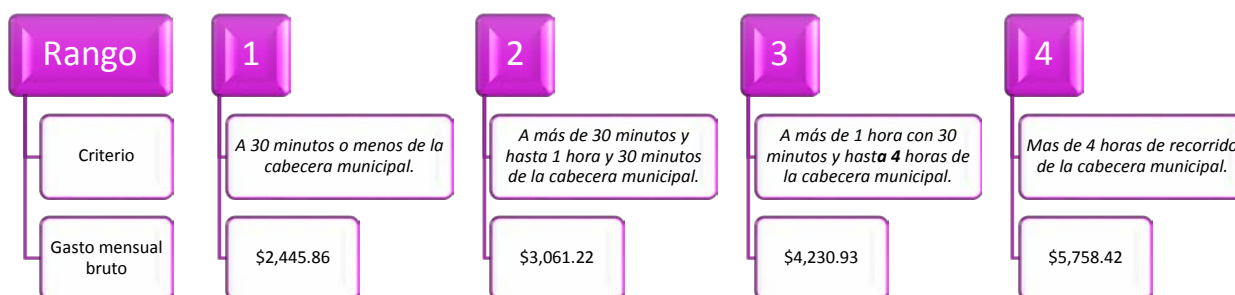 Rango
Criterio
Gasto mensual
bruto
1
A 30 minutos o menos de la
cabecera municipal.
$2,445.86
2
A más de 30 minutos y
hasta 1 hora y 30 minutos
de la cabecera municipal.
$3,061.22
3
A más de 1 hora con 30
minutos y hasta 4 horas de
la cabecera municipal.
$4,230.93
4
Mas de 4 horas de recorrido
de la cabecera municipal.
$5,758.42